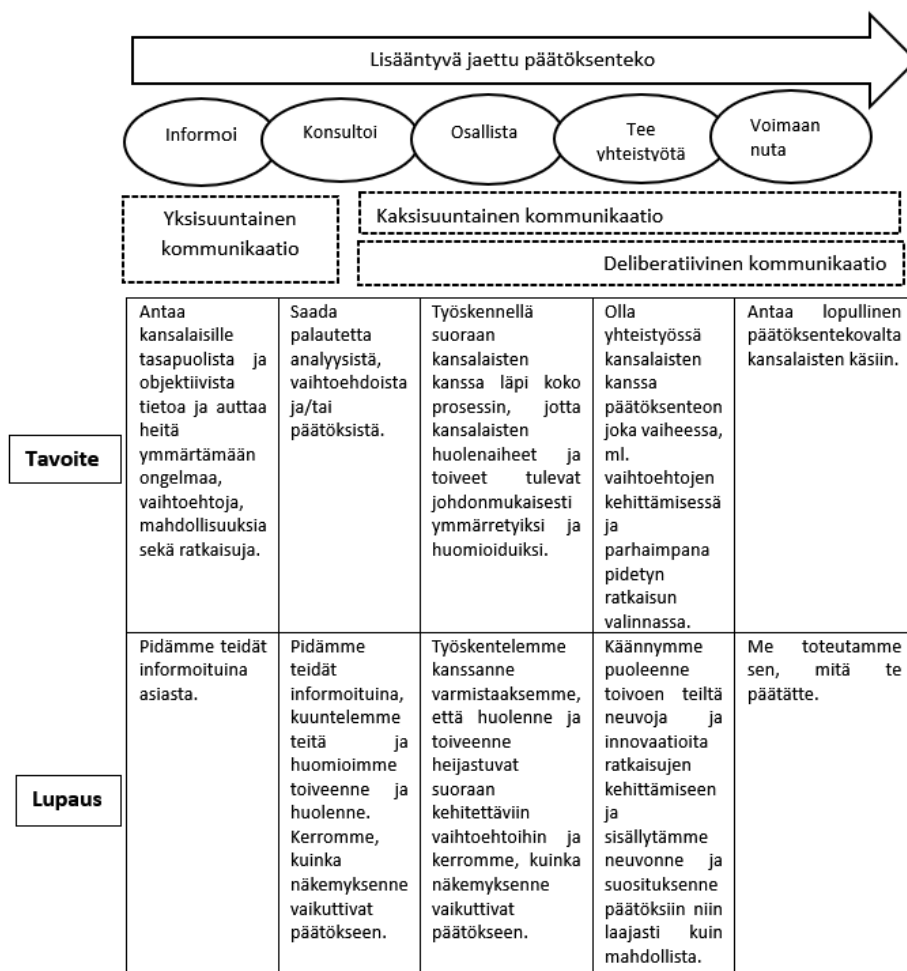 Lisääntyvä jaettu päätöksenteko
Informoi
Konsultoi
Osallista
Tee
yhteistyötä
Voimaan
nuta
Yksisuuntainen
kommunikaatio
Kaksisuuntainen kommunikaatio
Deliberatiivinen kommunikaatio
Tavoite
Antaa
kansalaisille
tasapuolista ja
objektiivista
tietoa ja auttaa
heitä
ymmärtämään
ongelmaa,
vaihtoehtoja,
mahdollisuuksia
sekä ratkaisuja.
Saada
palautetta
analyysistä,
vaihtoehdoista
ja/tai
päätöksistä.
Työskennellä
suoraan
kansalaisten
kanssa läpi koko
prosessin, jotta
kansalaisten
huolenaiheet ja
toiveet tulevat
johdonmukaisesti
ymmärretyiksi ja
huomioiduiksi.
Olla
yhteistyössä
kansalaisten
kanssa
päätöksenteon
joka vaiheessa,
ml.
vaihtoehtojen
kehittämisessä
ja
parhaimpana
pidetyn
ratkaisun
valinnassa.
Antaa lopullinen
päätöksentekovalta
kansalaisten käsiin.
Lupaus
Pidämme teidät
informoituina
asiasta.
Pidämme
teidät
informoituina,
kuuntelemme
teitä ja
huomioimme
toiveenne ja
huolenne.
Kerromme,
kuinka
näkemyksenne
vaikuttivat
päätökseen.
Työskentelemme
kanssanne
varmistaaksemme,
että huolenne ja
toiveenne
heijastuvat
suoraan
kehitettäviin
vaihtoehtoihin ja
kerromme, kuinka
näkemyksenne
vaikuttivat
päätökseen.
Käännymme
puoleenne
toivoen teiltä
neuvoja ja
innovaatioita
ratkaisujen
kehittämiseen
ja
sisällytämme
neuvonne ja
suosituksenne
päätöksiin niin
laajasti kuin
mahdollista.
Me toteutamme
sen, mitä te
päätätte.